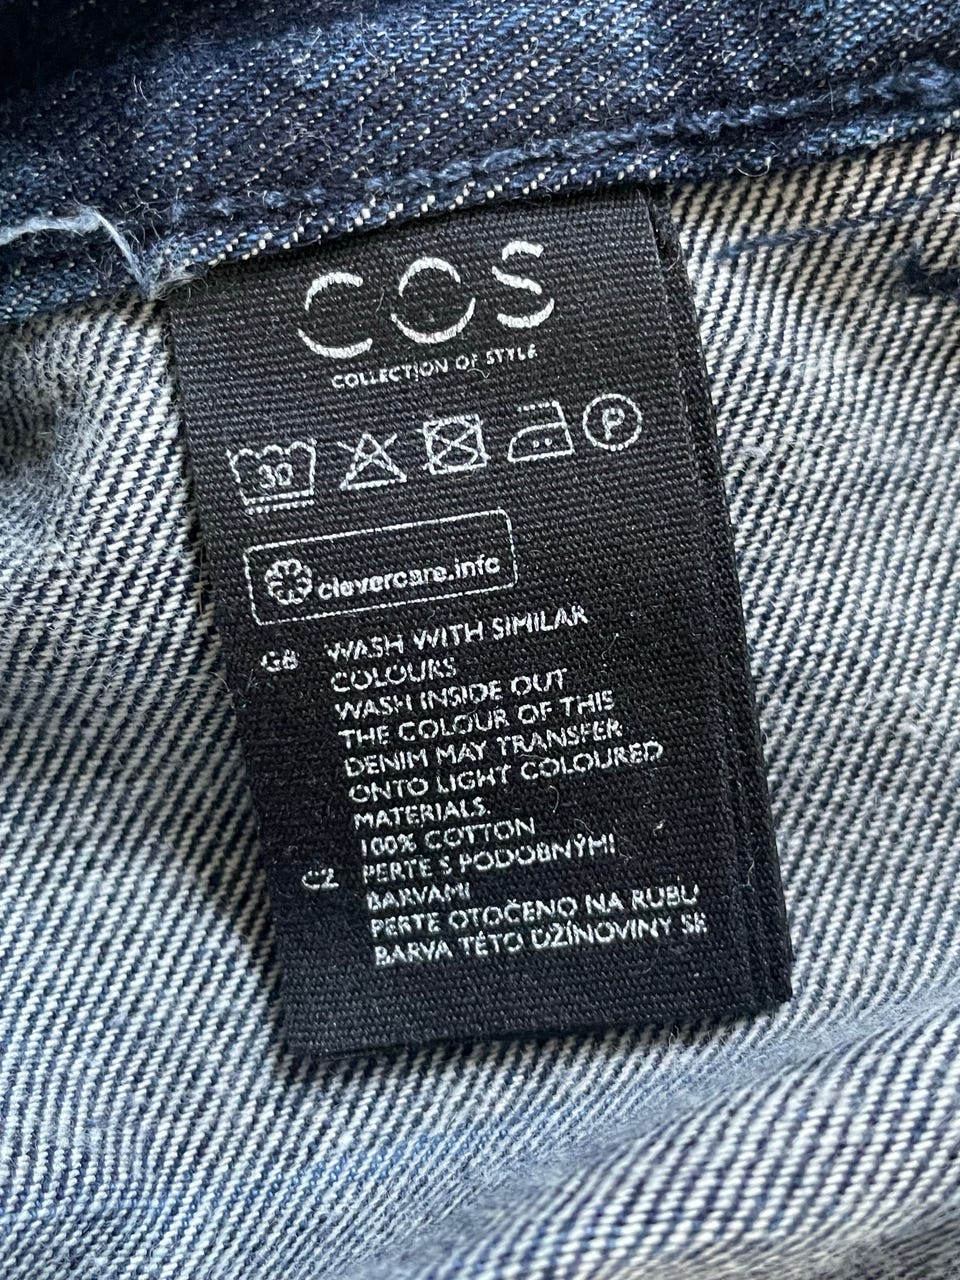 COS
COLLECTION OF STYLE
30 P
clevercare.info
GB WASH WITH SIMILAR
COLOURS
WASH INSIDE OUT
THE COLOUR OF THIS
DENIM MAY TRANSFER
ONTO LIGHT COLOURED
MATERIALS.
100% COTTON
CZ PERTE S PODOBNÝMI
BARVAMI
PERTE OTOČENO NA RUBU
BARVA TÉTO DŽÍNOVINY SE